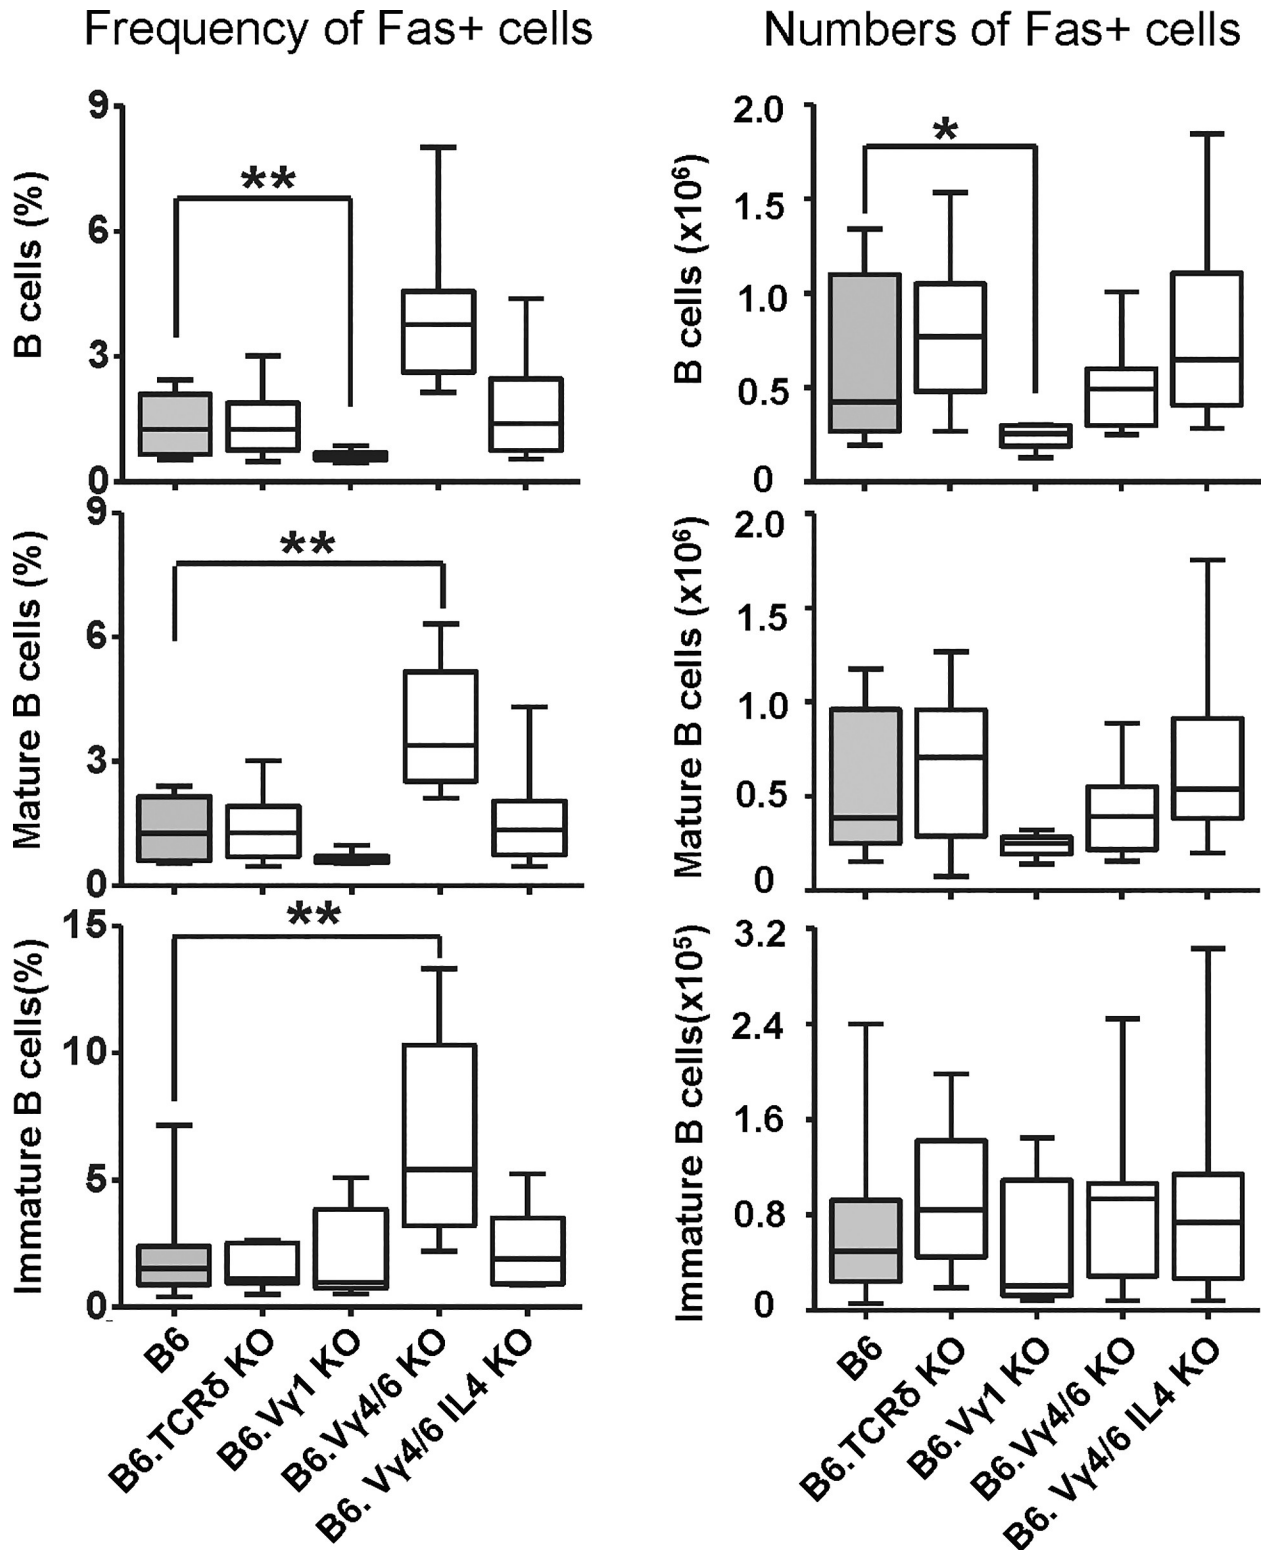 Frequency of Fas+ cells
Numbers of Fas+ cells
B cells (%)
9
6
3
0
**
B cells (x10⁶)
2.0
1.5
1.0
0.5
0
*
Mature B cells (%)
9
6
3
0
**
Mature B cells (x10⁶)
2.0
1.5
1.0
0.5
0
Immature B cells(%)
15
10
5
0
**
Immature B cells(x10⁵)
3.2
2.4
1.6
0.8
0
B6
B6.TCRδ KO
B6.Vγ1 KO
B6.Vγ4/6 KO
B6. Vγ4/6 IL4 KO
B6
B6.TCRδ KO
B6.Vγ1 KO
B6.Vγ4/6 KO
B6. Vγ4/6 IL4 KO